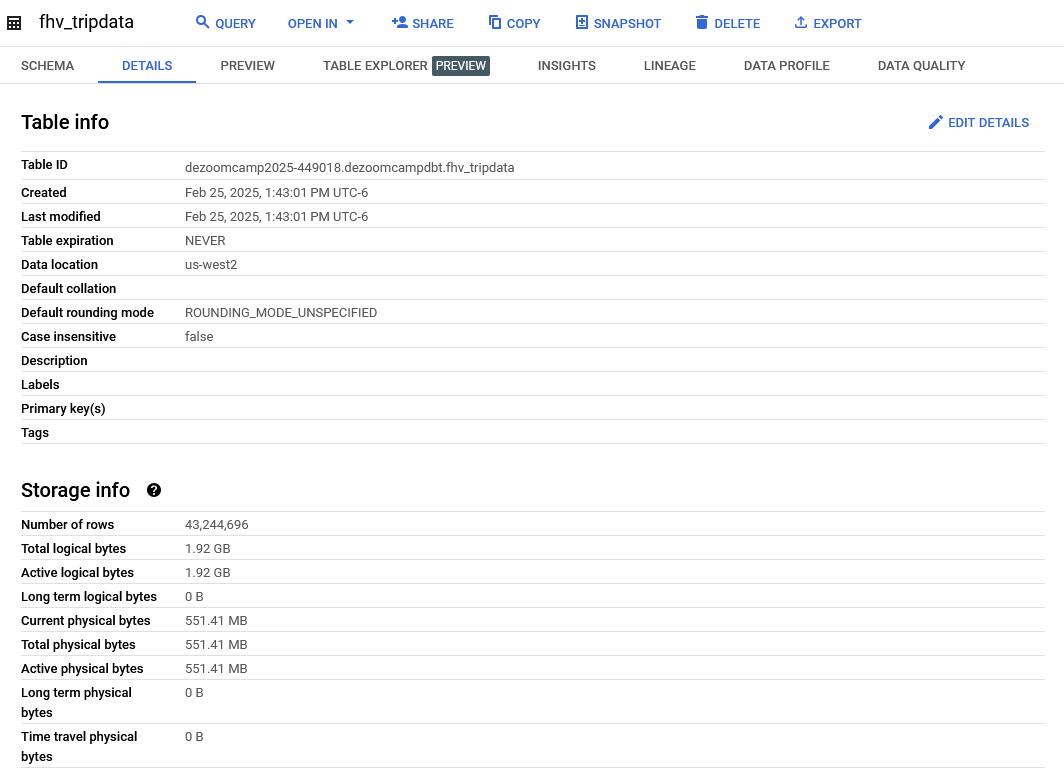 fhv_tripdata QUERY OPEN IN SHARE COPY SNAPSHOT DELETE EXPORT
SCHEMA DETAILS PREVIEW TABLE EXPLORER PREVIEW INSIGHTS LINEAGE DATA PROFILE DATA QUALITY
Table info EDIT DETAILS
Table ID dezoomcamp2025-449018.dezoomcampdbt.fhv_tripdata
Created Feb 25, 2025, 1:43:01 PM UTC-6
Last modified Feb 25, 2025, 1:43:01 PM UTC-6
Table expiration NEVER
Data location us-west2
Default collation
Default rounding mode ROUNDING_MODE_UNSPECIFIED
Case insensitive false
Description
Labels
Primary key(s)
Tags
Storage info ?
Number of rows 43,244,696
Total logical bytes 1.92 GB
Active logical bytes 1.92 GB
Long term logical bytes 0 B
Current physical bytes 551.41 MB
Total physical bytes 551.41 MB
Active physical bytes 551.41 MB
Long term physical 0 B
bytes
Time travel physical 0 B
bytes